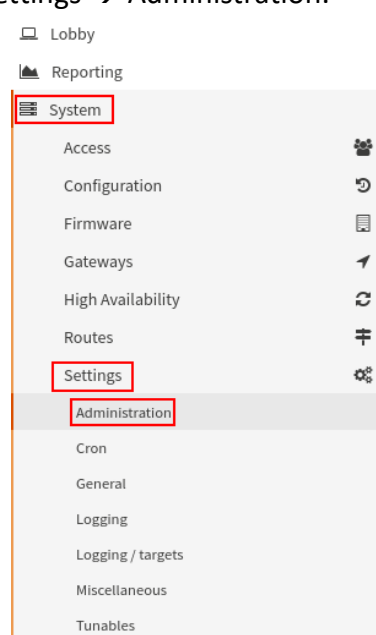 ettings → Administration.
Lobby
Reporting
System
Access
Configuration
Firmware
Gateways
High Availability
Routes
Settings
Administration
Cron
General
Logging
Logging / targets
Miscellaneous
Tunables